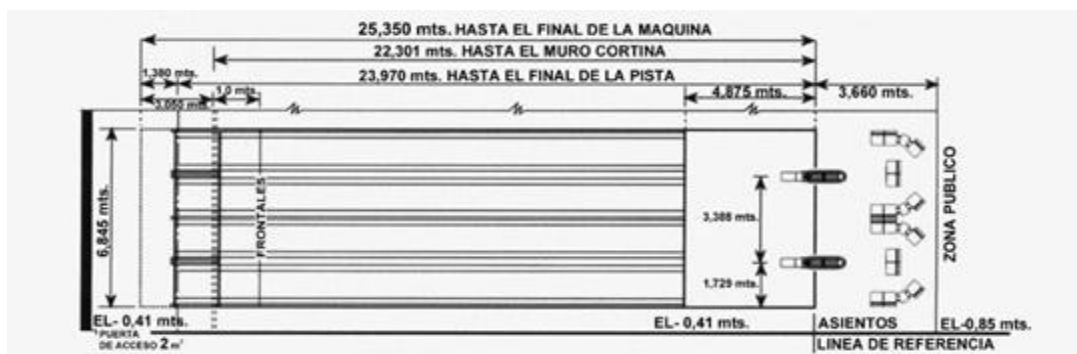 25,350 mts. HASTA EL FINAL DE LA MAQUINA
22,301 mts. HASTA EL MURO CORTINA
1,380 mts.
23,970 mts. HASTA EL FINAL DE LA PISTA
3,050 mts.
1,0 mts.
4,875 mts.
3,660 mts.
6,845 mts.
FRONTALES
3,388 mts.
1,729 mts.
ZONA PUBLICO
EL- 0,41 mts.
EL- 0,41 mts.
ASIENTOS
EL-0,85 mts.
PUERTA
DE ACCESO 2 m²
LINEA DE REFERENCIA